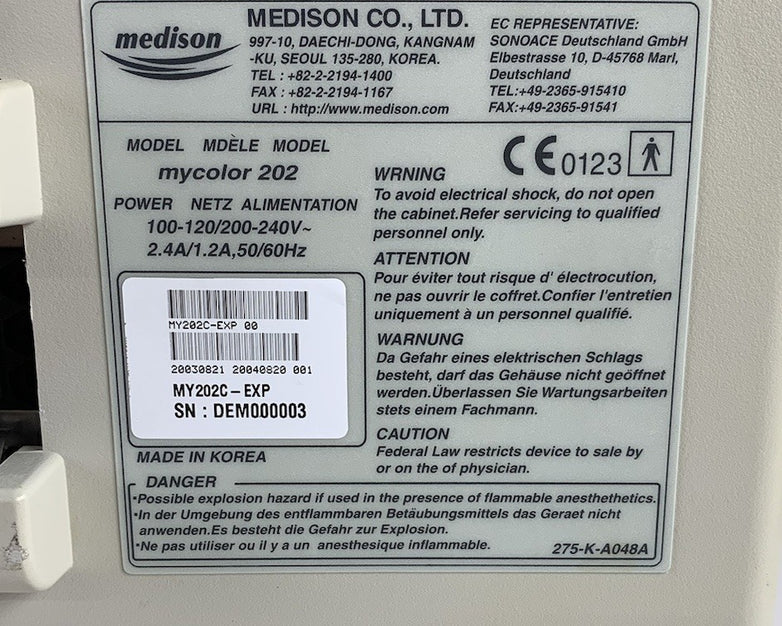 medison
MEDISON CO., LTD.
997-10, DAECHI-DONG, KANGNAM
-KU, SEOUL 135-280, KOREA.
TEL : +82-2-2194-1400
FAX : +82-2-2194-1167
URL : http://www.medison.com
EC REPRESENTATIVE:
SONOACE Deutschland GmbH
Elbestrasse 10, D-45768 Marl,
Deutschland
TEL:+49-2365-915410
FAX:+49-2365-91541
MODEL MDÈLE MODEL
mycolor 202
POWER NETZ ALIMENTATION
100-120/200-240V~
2.4A/1.2A,50/60Hz
MY202C-EXP 00
20030821 20040820 001
MY202C-EXP
SN : DEM000003
MADE IN KOREA
CE 0123
WRNING
To avoid electrical shock, do not open
the cabinet.Refer servicing to qualified
personnel only.
ATTENTION
Pour éviter tout risque d' électrocution,
ne pas ouvrir le coffret.Confier l'entretien
uniquement à un personnel qualifié.
WARNUNG
Da Gefahr eines elektrischen Schlags
besteht, darf das Gehäuse nicht geöffnet
werden.Überlassen Sie Wartungsarbeiten
stets einem Fachmann.
CAUTION
Federal Law restricts device to sale by
or on the of physician.
DANGER
•Possible explosion hazard if used in the presence of flammable anesthethetics.
•In der Umgebung des entflammbaren Betäubungsmittels das Geraet nicht
anwenden.Es besteht die Gefahr zur Explosion.
•Ne pas utiliser ou il y a un anesthesique inflammable.
275-K-A048A